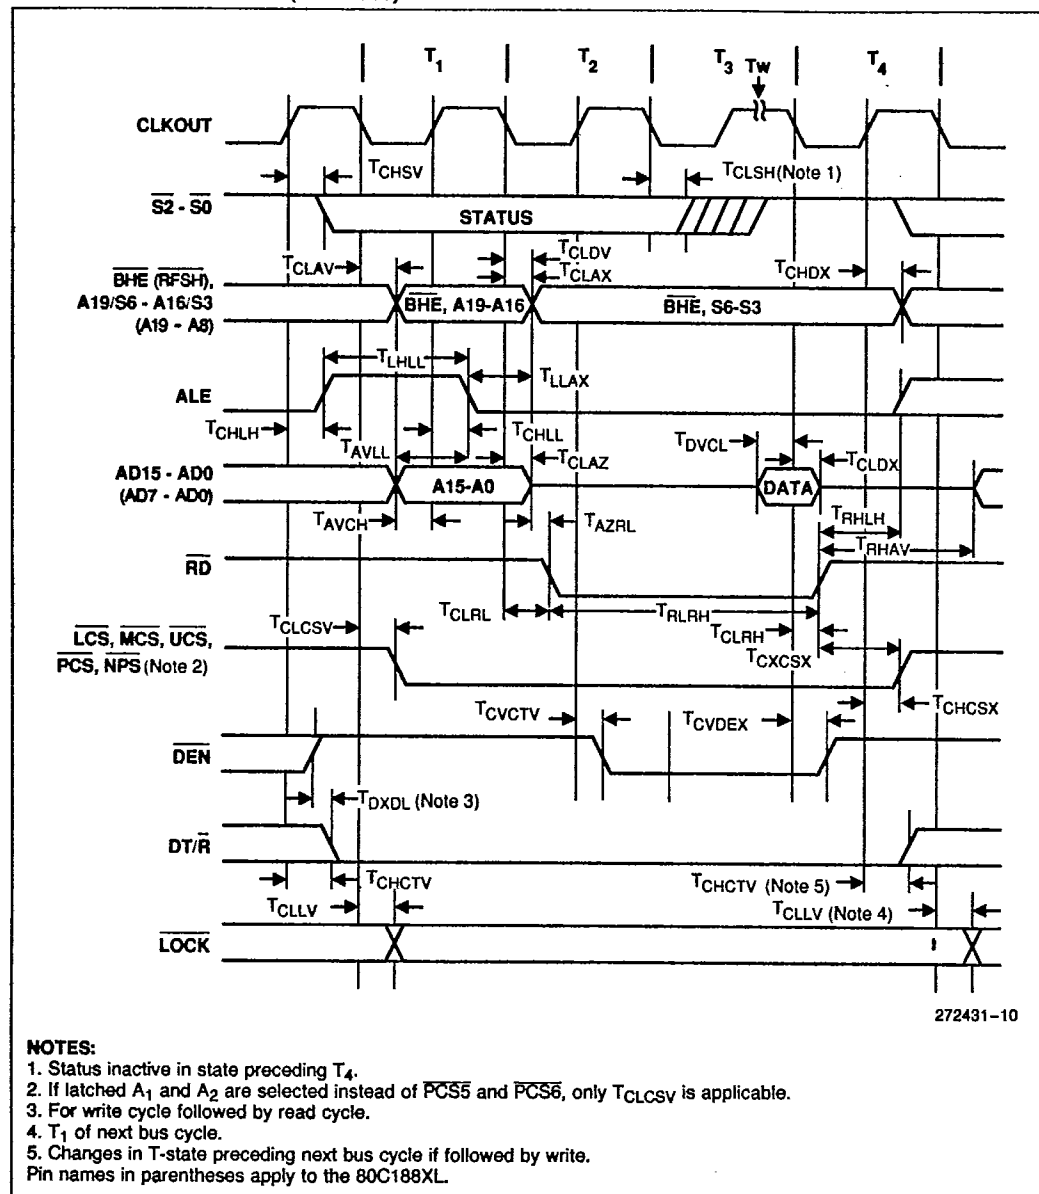 T1 T2 T3 TW T4
CLKOUT
TCHSV
TCLSH (Note 1)
S2 - S0
STATUS
TCLDV
TCLAV
TCLAX
TCHDX
BHE (RFSH),
A19/S6 - A16/S3
(A19 - A8)
BHE, A19-A16
BHE, S6-S3
TLHLL
TLLAX
ALE
TCHLH
TCHLL
TAVLL
TCLAZ
TDVCL
TCLDX
AD15 - AD0
(AD7 - AD0)
A15-A0
DATA
TAVCH
TAZRL
TRHLH
TRHAV
RD
TCLRL
TRLRH
TCLCSV
TCLRH
LCS, MCS, UCS,
PCS, NPS (Note 2)
TCXCSX
TCHCSX
TCVCTV
TCVDEX
DEN
TDXDL (Note 3)
DT/R
TCHCTV
TCHCTV (Note 5)
TCLLV
TCLLV (Note 4)
LOCK
272431-10
NOTES:
1. Status inactive in state preceding T4.
2. If latched A1 and A2 are selected instead of PCS5 and PCS6, only TCLCSV is applicable.
3. For write cycle followed by read cycle.
4. T1 of next bus cycle.
5. Changes in T-state preceding next bus cycle if followed by write.
Pin names in parentheses apply to the 80C188XL.